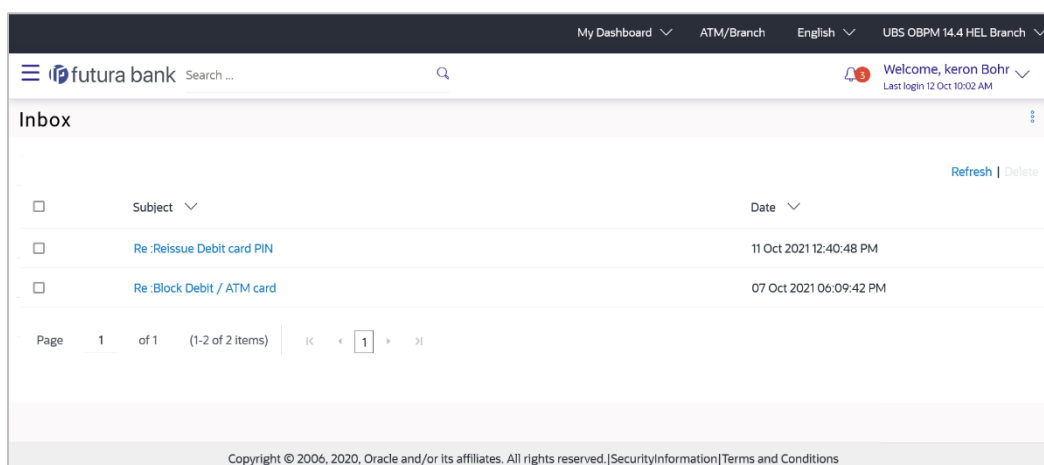 My Dashboard ATM/Branch English UBS OBPM 14.4 HEL Branch
futura bank Search ... 3 Welcome, keron Bohr
Last login 12 Oct 10:02 AM
Inbox
Refresh | Delete
Subject Date
Re :Reissue Debit card PIN 11 Oct 2021 12:40:48 PM
Re :Block Debit / ATM card 07 Oct 2021 06:09:42 PM
Page 1 of 1 (1-2 of 2 items) 1
Copyright © 2006, 2020, Oracle and/or its affiliates. All rights reserved.|SecurityInformation|Terms and Conditions